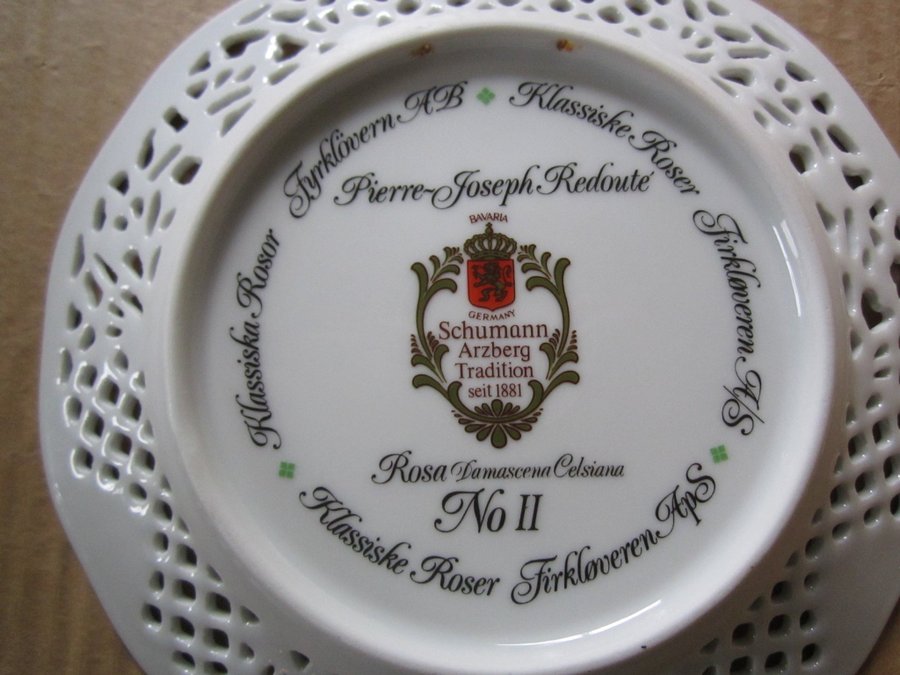 Klassiska Rosor Fyrklövern AB
Klassiske Roser Firkløveren A/S
Pierre-Joseph Redouté
BAVARIA
GERMANY
Schumann
Arzberg
Tradition
seit 1881
Rosa Damascena Celsiana
No II
Klassiske Roser Firkløveren ApS